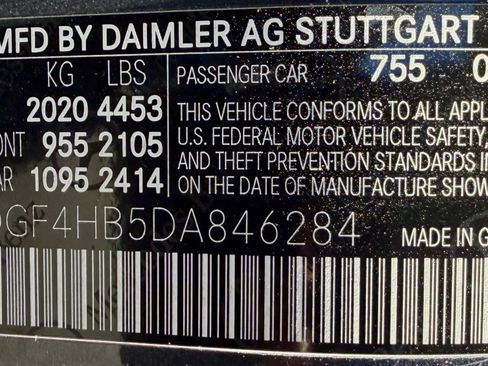 MFD BY DAIMLER AG STUTTGART
KG LBS
PASSENGER CAR 755 0
2020 4453
THIS VEHICLE CONFORMS TO ALL APPL
ONT 955 2105
U.S. FEDERAL MOTOR VEHICLE SAFETY,
AR 1095 2414
AND THEFT PREVENTION STANDARDS IN
ON THE DATE OF MANUFACTURE SHOW
GF4HB5DA846284
MADE IN